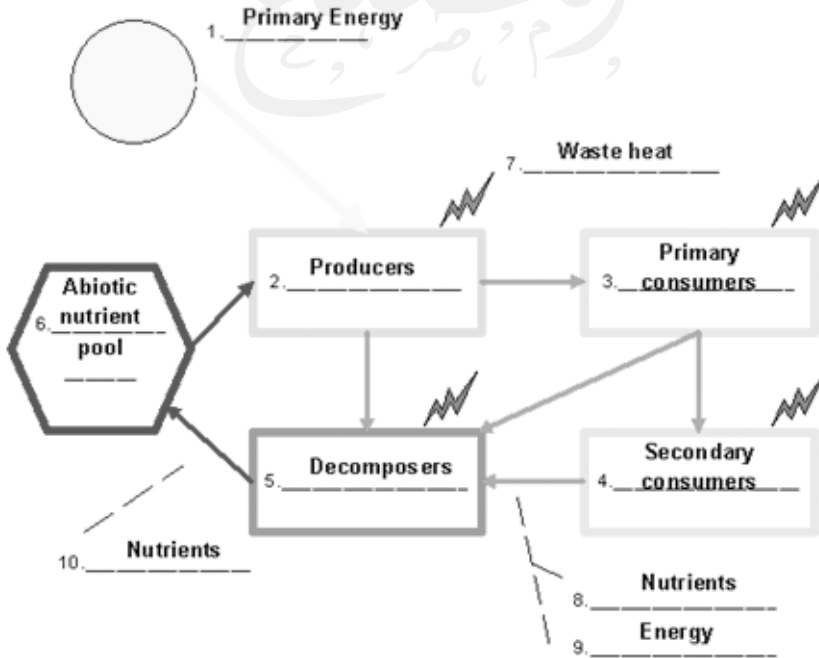 1. Primary Energy
7. Waste heat
2. Producers
Primary
3. consumers
Abiotic
6. nutrient
pool
5. Decomposers
Secondary
4. consumers
10. Nutrients
8. Nutrients
9. Energy